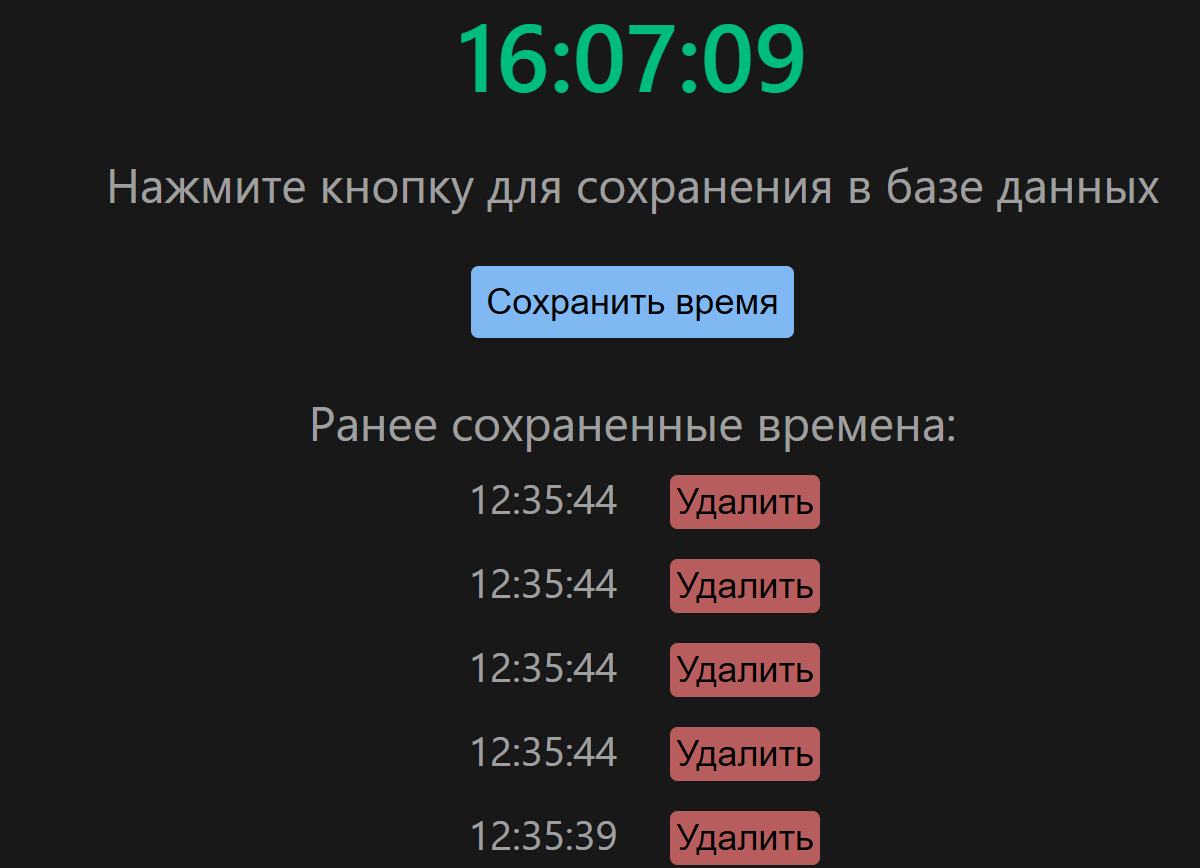 16:07:09
Нажмите кнопку для сохранения в базе данных
Сохранить время
Ранее сохраненные времена:
12:35:44 Удалить
12:35:44 Удалить
12:35:44 Удалить
12:35:44 Удалить
12:35:39 Удалить